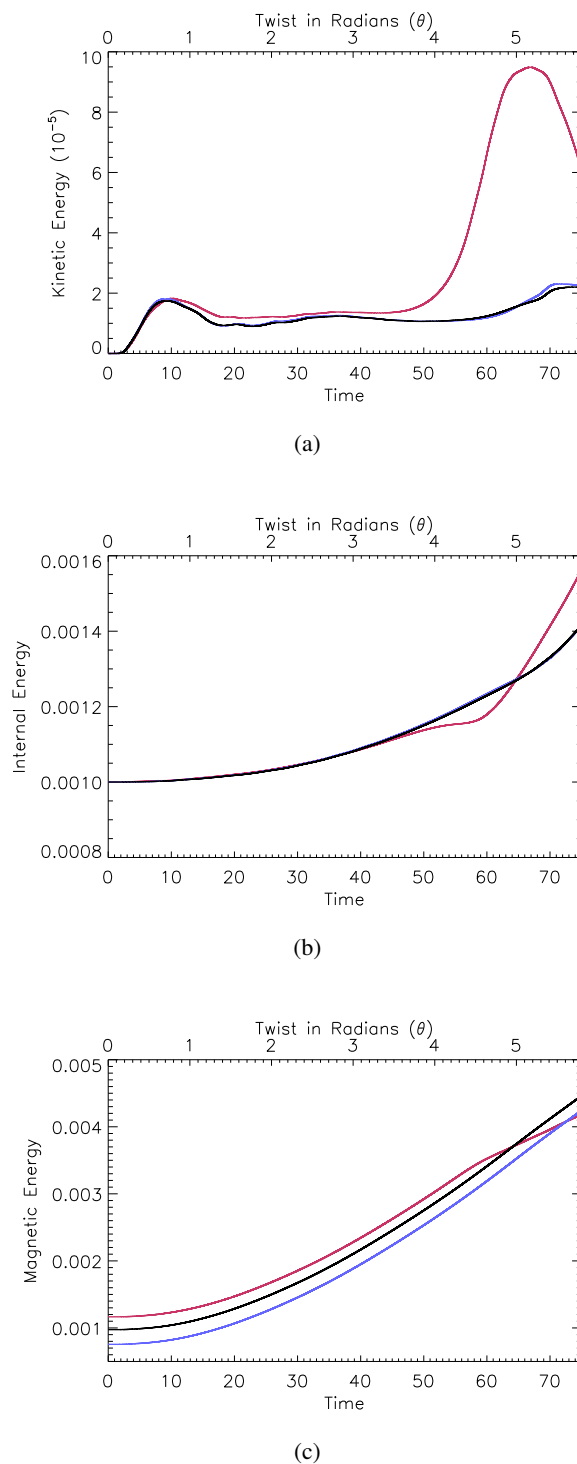 Twist in Radians (θ)
0 1 2 3 4 5
10
8
6
4
2
0
Kinetic Energy (10⁻⁵)
0 10 20 30 40 50 60 70
Time
(a)
Twist in Radians (θ)
0 1 2 3 4 5
0.0016
0.0014
0.0012
0.0010
0.0008
Internal Energy
0 10 20 30 40 50 60 70
Time
(b)
Twist in Radians (θ)
0 1 2 3 4 5
0.005
0.004
0.003
0.002
0.001
Magnetic Energy
0 10 20 30 40 50 60 70
Time
(c)